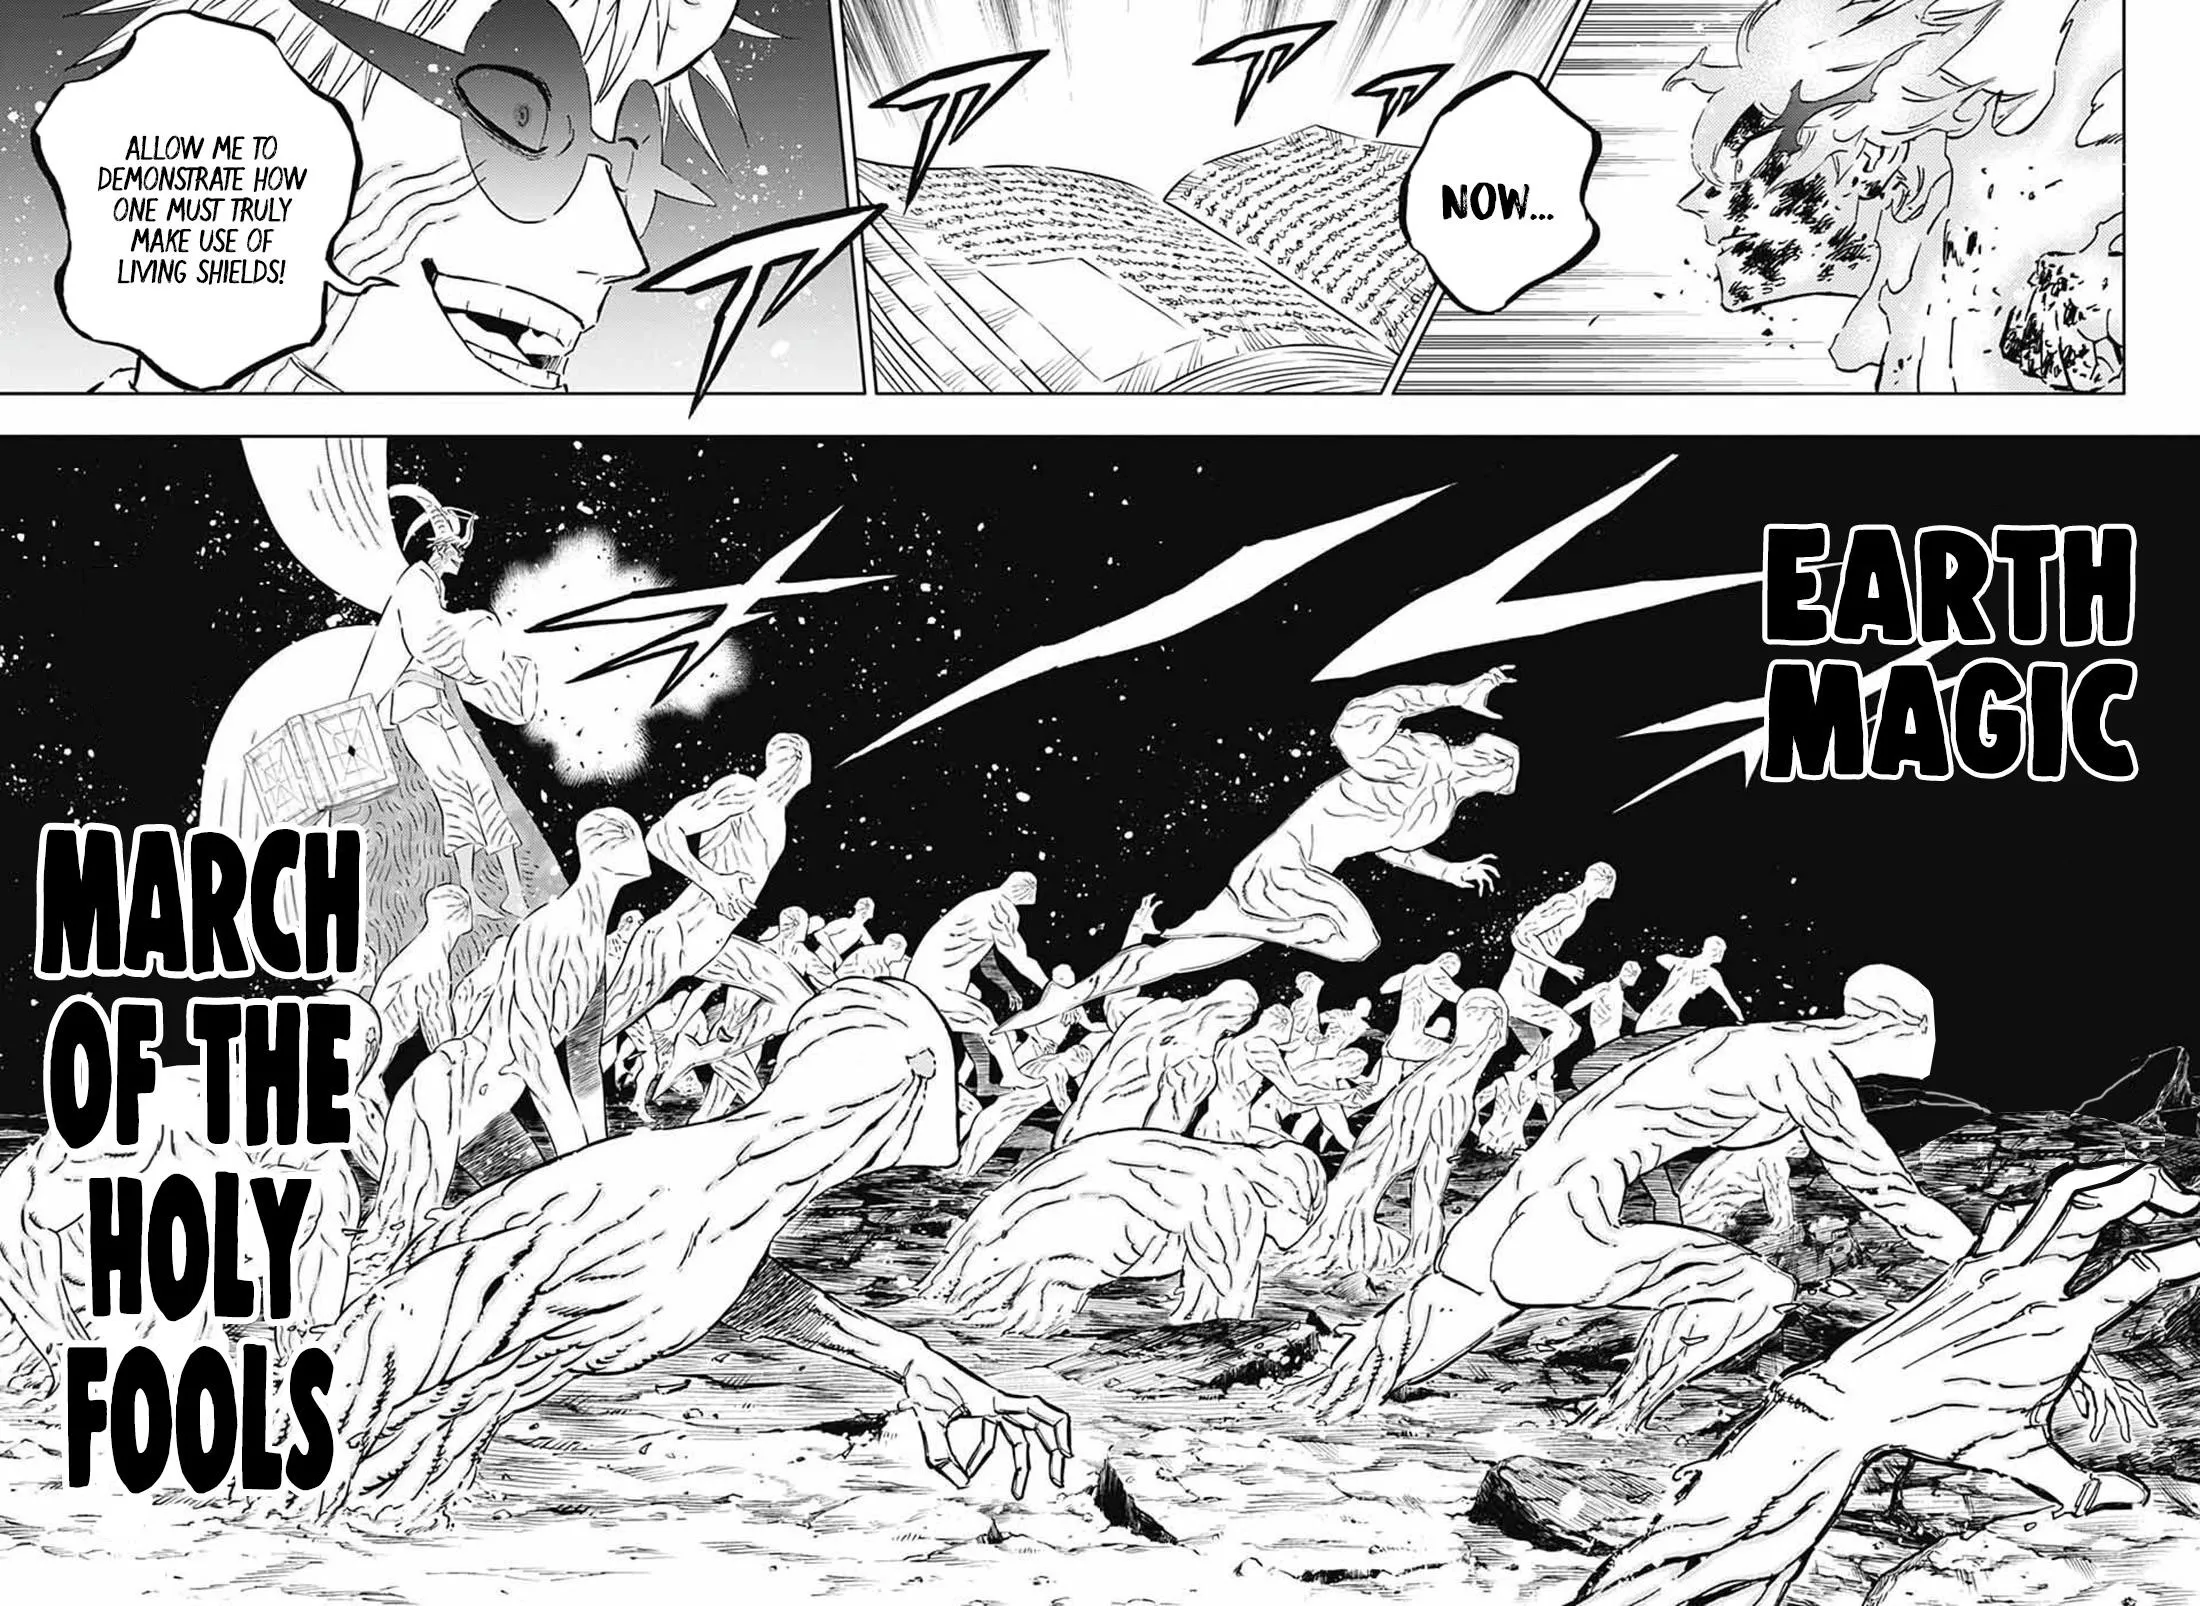 NOW...
ALLOW ME TO
DEMONSTRATE HOW
ONE MUST TRULY
MAKE USE OF
LIVING SHIELDS!
EARTH
MAGIC
MARCH
OF THE
HOLY
FOOLS